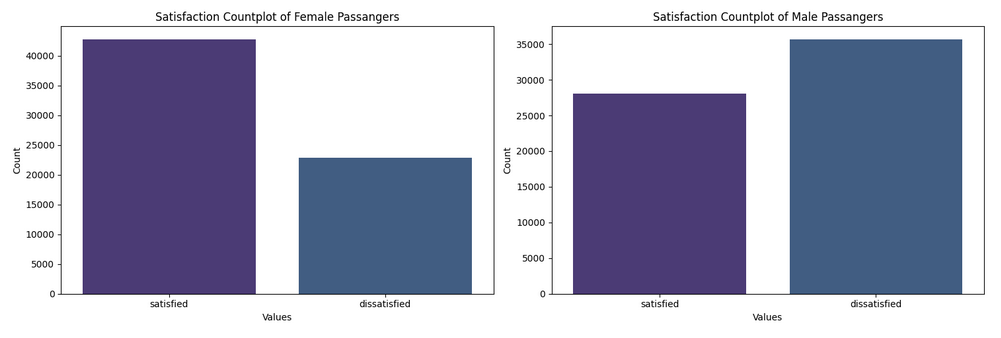 Satisfaction Countplot of Female Passangers
40000
35000
30000
25000
20000
15000
10000
5000
0
Count
satisfied
dissatisfied
Values
Satisfaction Countplot of Male Passangers
35000
30000
25000
20000
15000
10000
5000
0
Count
satisfied
dissatisfied
Values